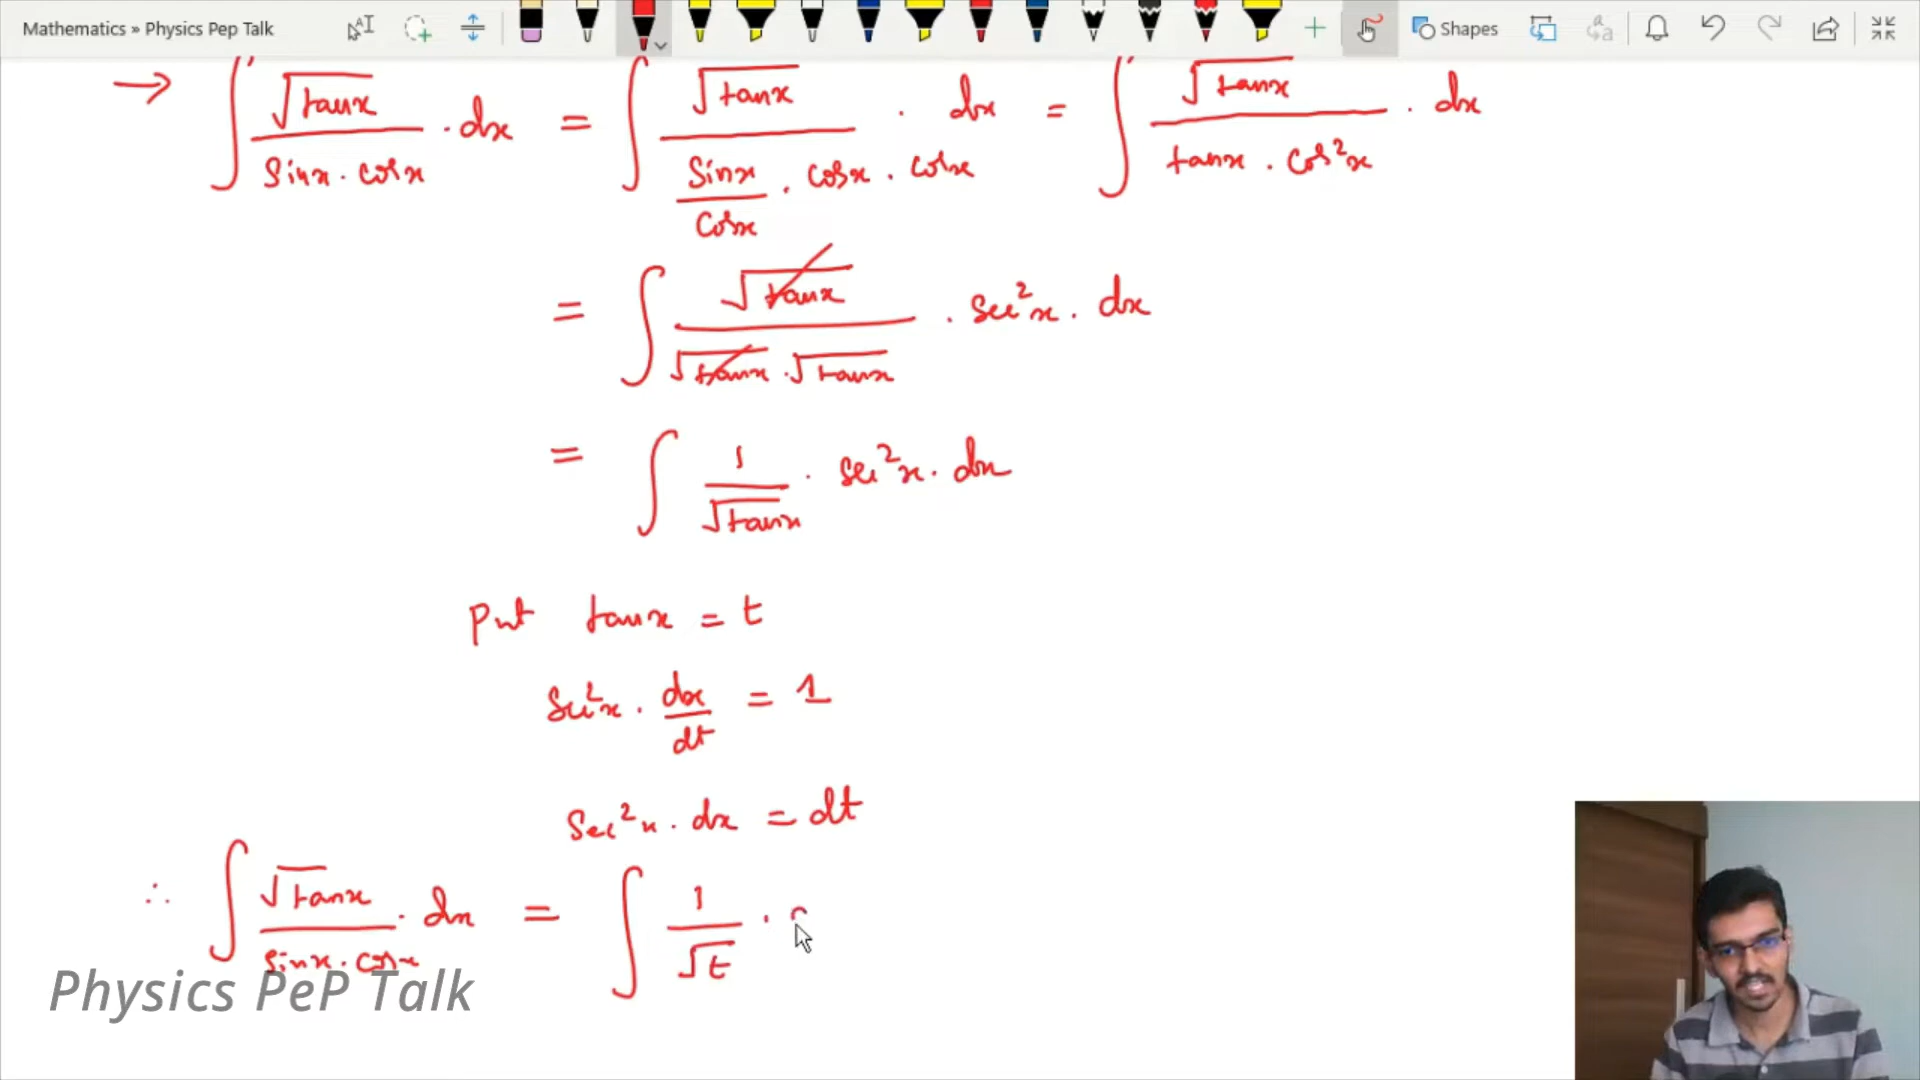 Mathematics » Physics Pep Talk
Shapes
→ ∫ √tanx / sinx · cosx · dx = ∫ √tanx / (sinx / cosx · cosx · cosx) · dx = ∫ √tanx / tanx · cos²x · dx
= ∫ √tanx / √tanx · √tanx · sec²x · dx
= ∫ 1 / √tanx · sec²x · dx
Put tanx = t
sec²x · dx / dt = 1
sec²x · dx = dt
∴ ∫ √tanx / sinx · cosx · dx = ∫ 1 / √t ·
Physics PeP Talk